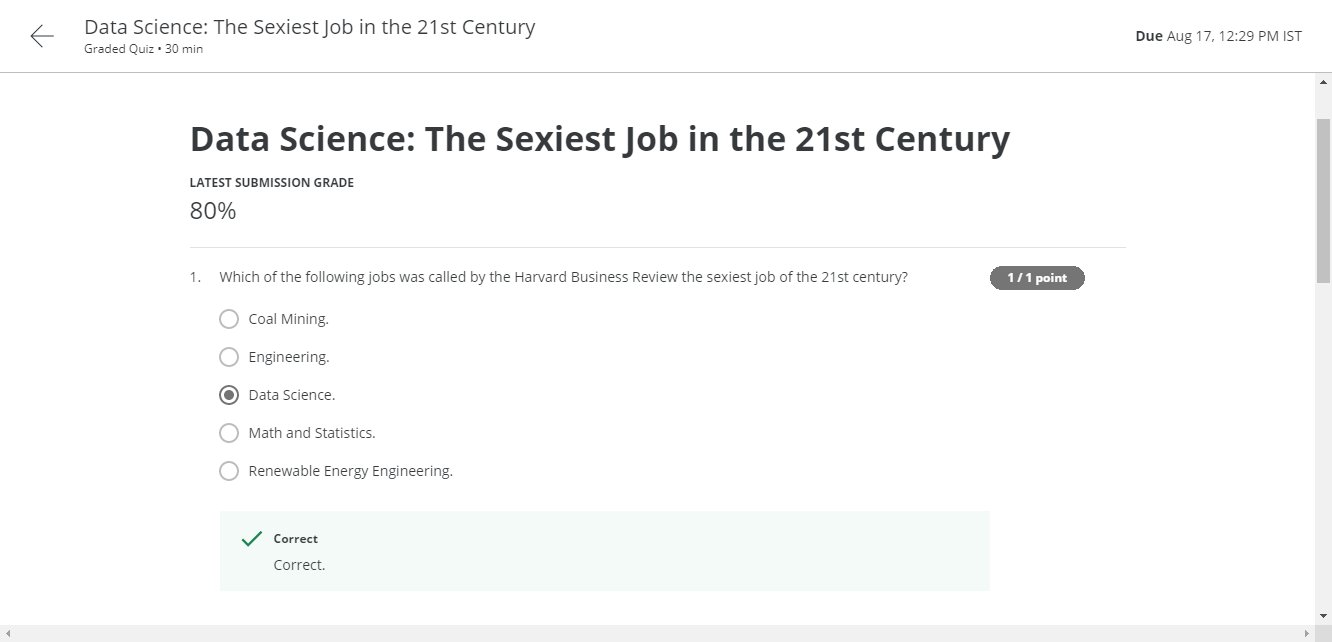 Data Science: The Sexiest Job in the 21st Century
Graded Quiz • 30 min
Due Aug 17, 12:29 PM IST
Data Science: The Sexiest Job in the 21st Century
LATEST SUBMISSION GRADE
80%
1. Which of the following jobs was called by the Harvard Business Review the sexiest job of the 21st century?
1 / 1 point
Coal Mining.
Engineering.
Data Science.
Math and Statistics.
Renewable Energy Engineering.
Correct
Correct.